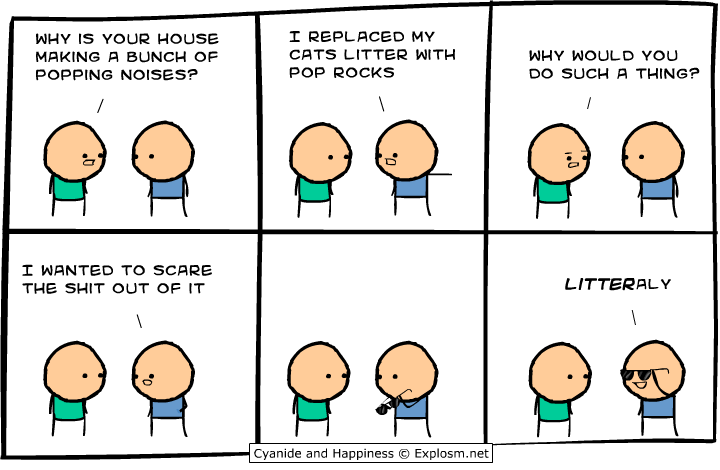 WHY IS YOUR HOUSE
MAKING A BUNCH OF
POPPING NOISES?
I REPLACED MY
CATS LITTER WITH
POP ROCKS
WHY WOULD YOU
DO SUCH A THING?
I WANTED TO SCARE
THE SHIT OUT OF IT
LITTERALY
Cyanide and Happiness © Explosm.net